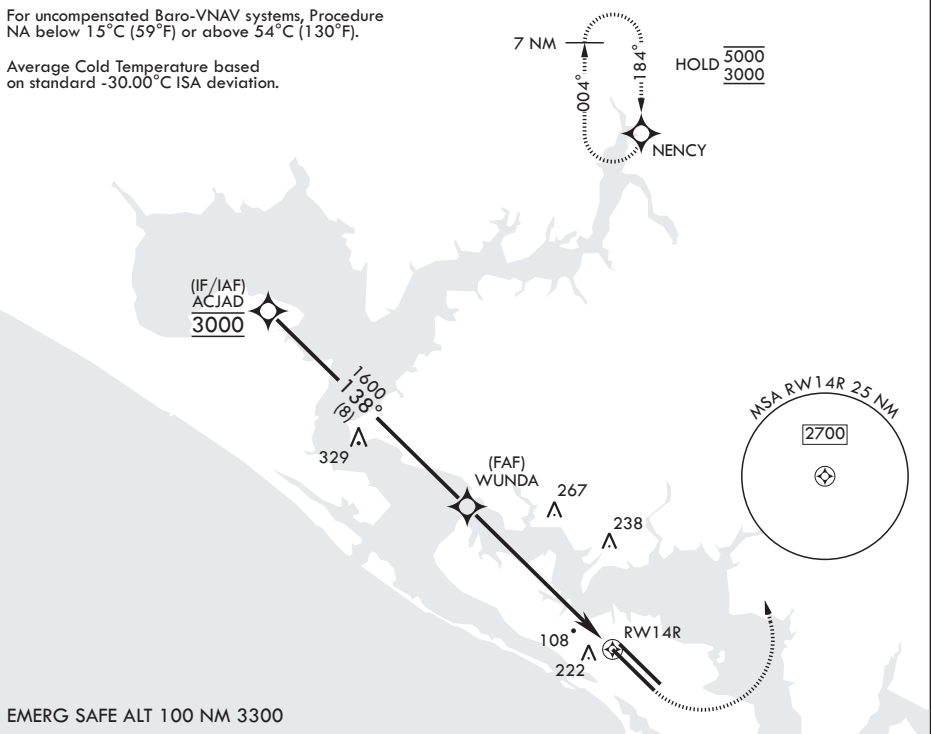 For uncompensated Baro-VNAV systems, Procedure
NA below 15°C (59°F) or above 54°C (130°F).
Average Cold Temperature based
on standard -30.00°C ISA deviation.
7 NM
004°
184°
HOLD 5000
3000
NENCY
(IF/IAF)
ACJAD
3000
1600
138°
(8)
329
(FAF)
WUNDA
267
238
MSA RW14R 25 NM
2700
108
222
RW14R
EMERG SAFE ALT 100 NM 3300